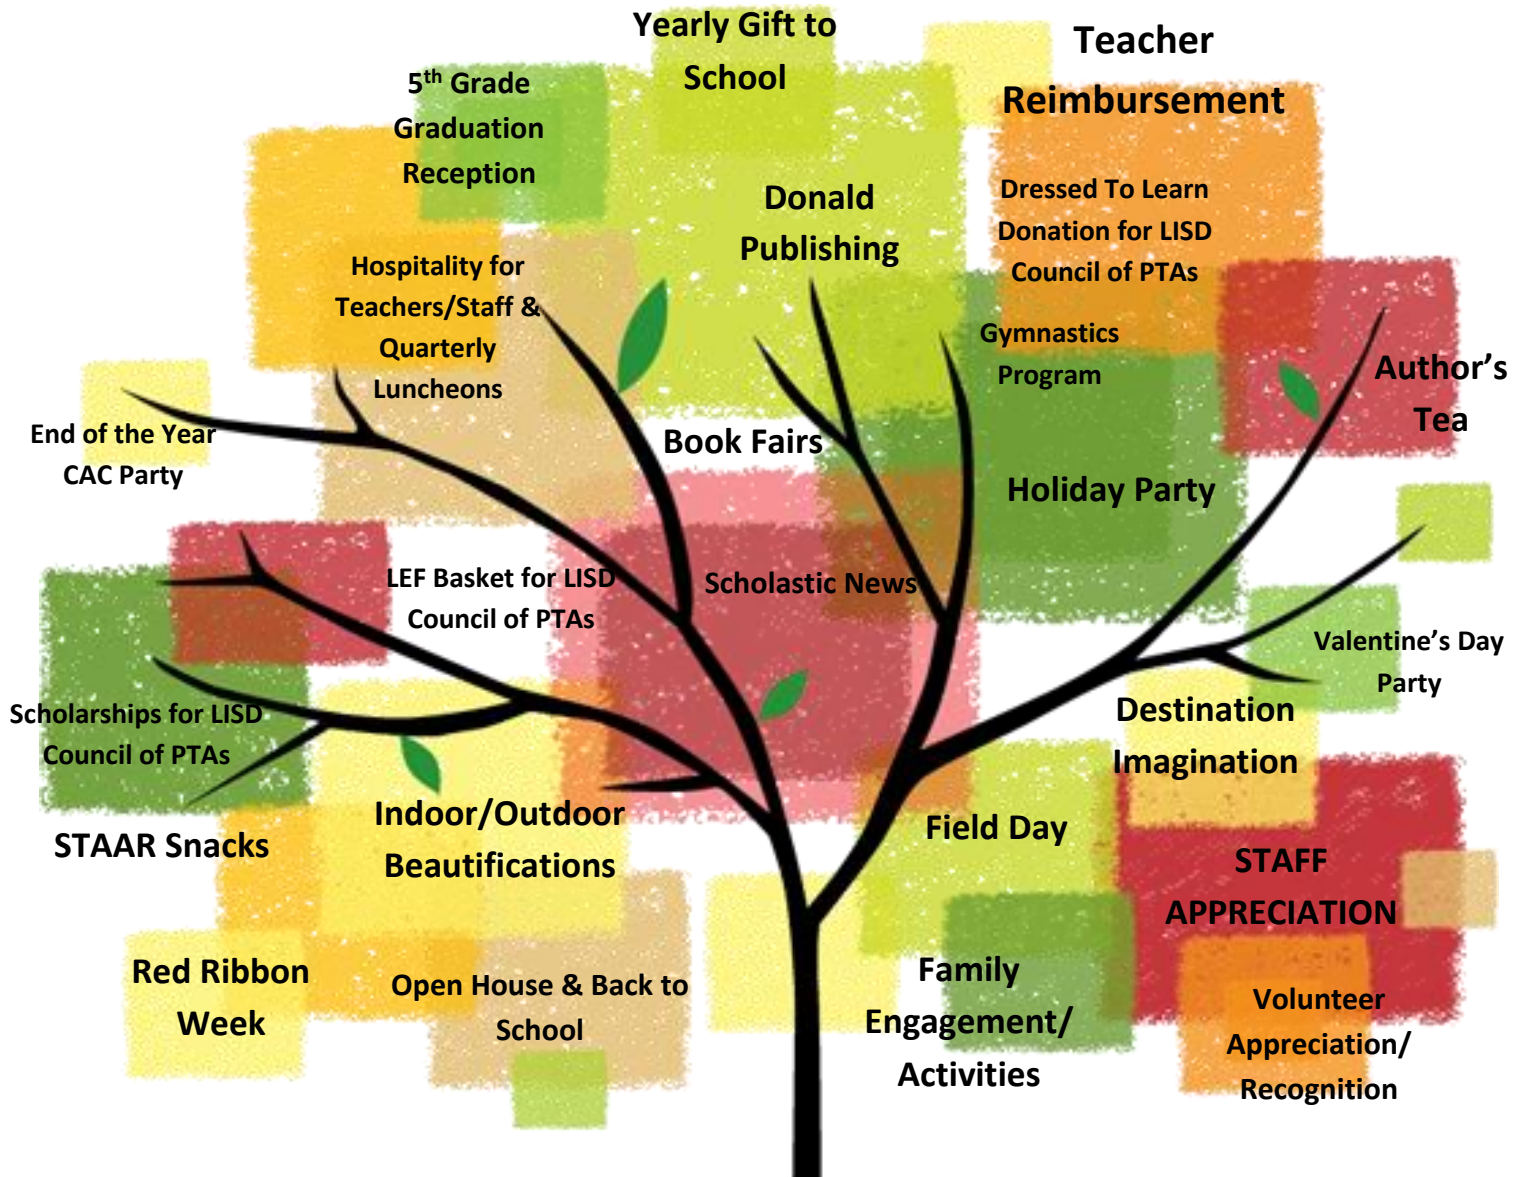 Yearly Gift to
School
Teacher
Reimbursement
5th Grade
Graduation
Reception
Donald
Publishing
Dressed To Learn
Donation for LISD
Council of PTAs
Hospitality for
Teachers/Staff &
Quarterly
Luncheons
Gymnastics
Program
Author’s
Tea
End of the Year
CAC Party
Book Fairs
Holiday Party
LEF Basket for LISD
Council of PTAs
Scholastic News
Valentine’s Day
Party
Scholarships for LISD
Council of PTAs
Destination
Imagination
Indoor/Outdoor
Beautifications
STAAR Snacks
Field Day
STAFF
APPRECIATION
Red Ribbon
Week
Open House & Back to
School
Family
Engagement/
Activities
Volunteer
Appreciation/
Recognition